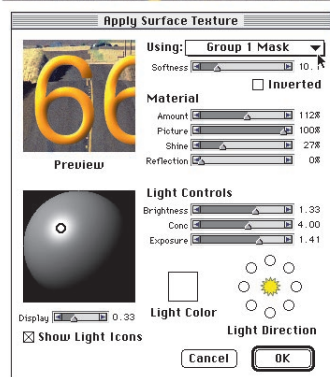 Apply Surface Texture
Using: Group 1 Mask
Softness 10.1
Inverted
Material
Amount 112%
Picture 100%
Shine 27%
Reflection 0%
Preview
66
Light Controls
Brightness 1.33
Conc 4.00
Exposure 1.41
Display 0.33
Light Color
Light Direction
Show Light Icons
Cancel
OK